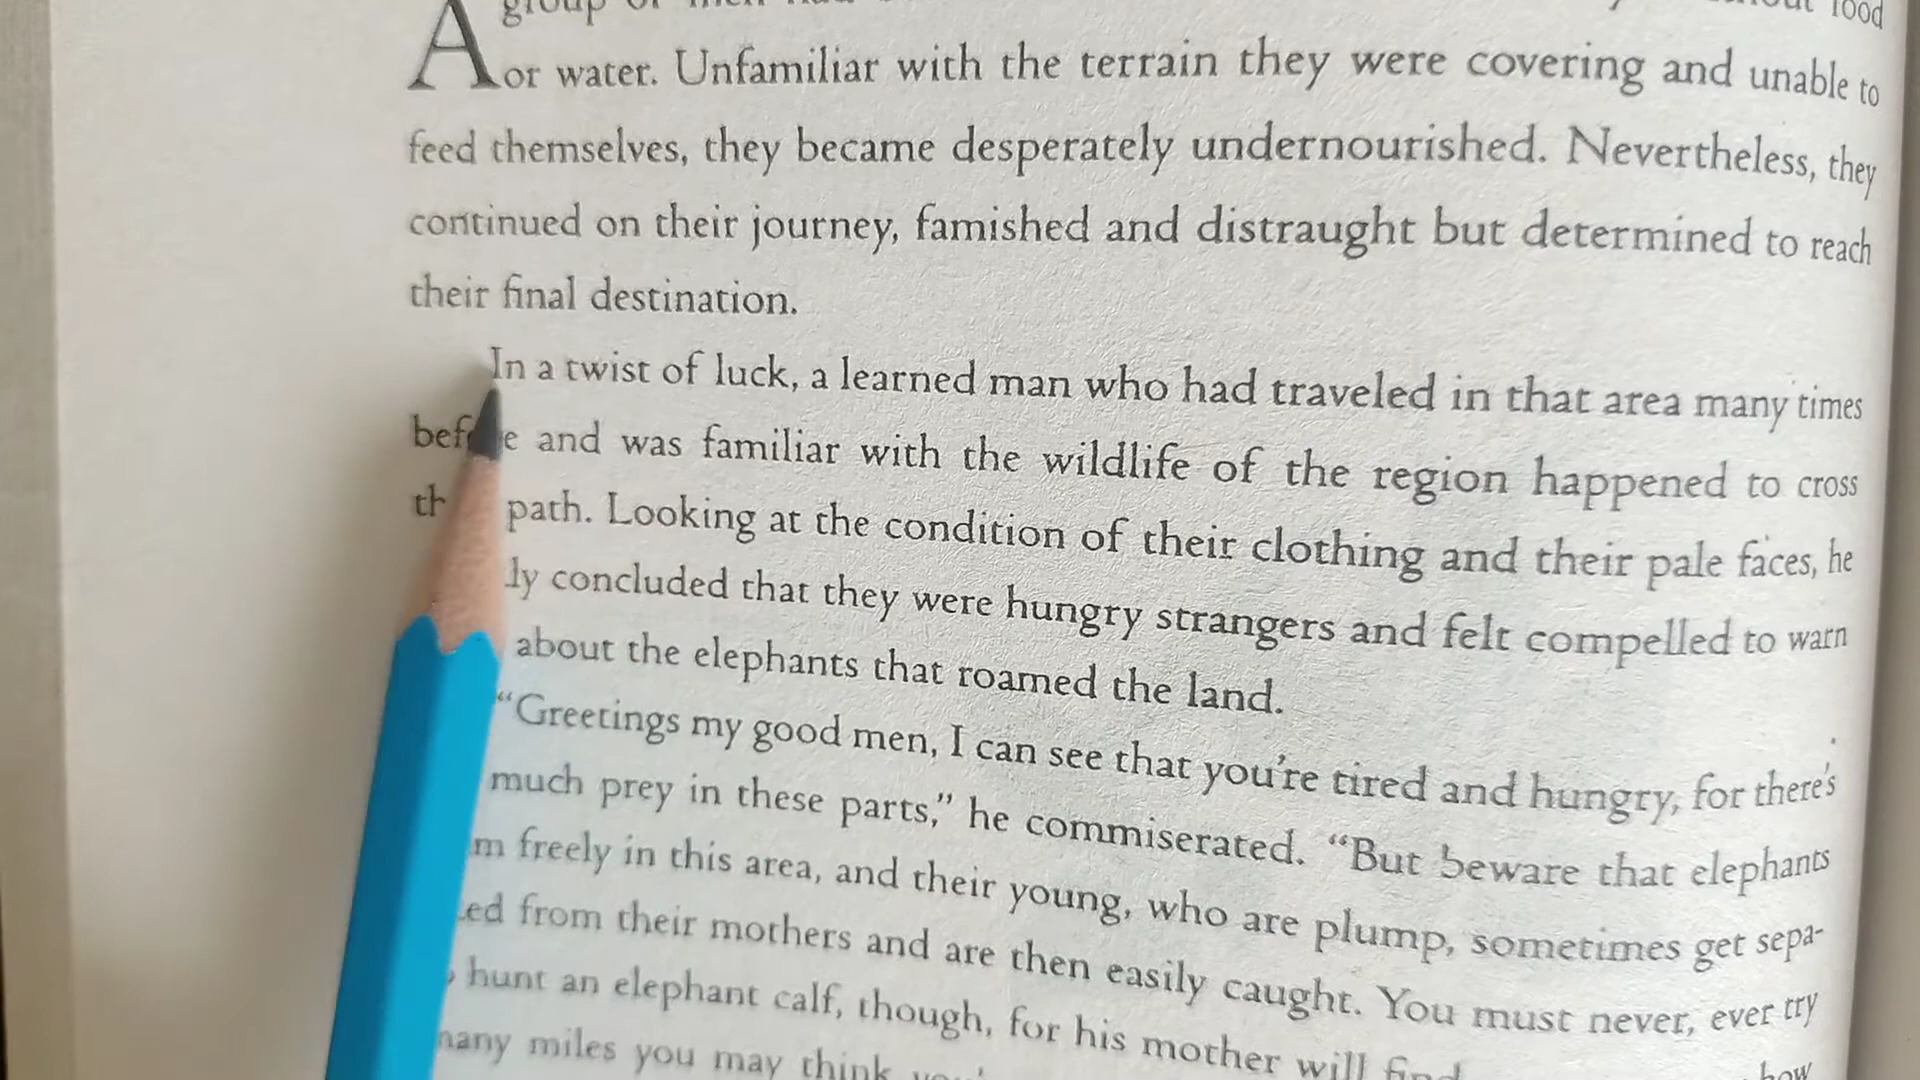 A group of men had food
or water. Unfamiliar with the terrain they were covering and unable to
feed themselves, they became desperately undernourished. Nevertheless, they
continued on their journey, famished and distraught but determined to reach
their final destination.
In a twist of luck, a learned man who had traveled in that area many times
before and was familiar with the wildlife of the region happened to cross
path. Looking at the condition of their clothing and their pale faces, he
ly concluded that they were hungry strangers and felt compelled to warn
about the elephants that roamed the land.
“Greetings my good men, I can see that you’re tired and hungry, for there’s
much prey in these parts,” he commiserated. “But beware that elephants
m freely in this area, and their young, who are plump, sometimes get sepa-
ed from their mothers and are then easily caught. You must never, ever try
hunt an elephant calf, though, for his mother will find
many miles you may think how